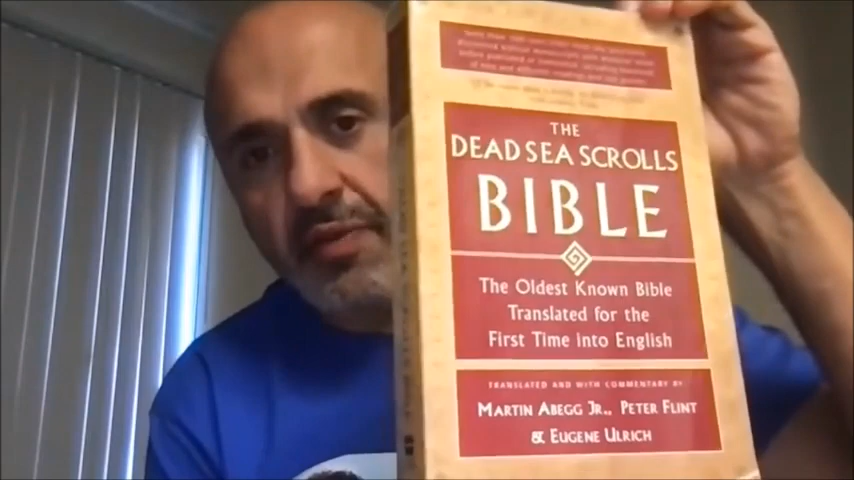 THE
DEAD SEA SCROLLS
BIBLE
The Oldest Known Bible
Translated for the
First Time into English
TRANSLATED AND WITH COMMENTARY BY
MARTIN ABEGG JR., PETER FLINT
& EUGENE ULRICH